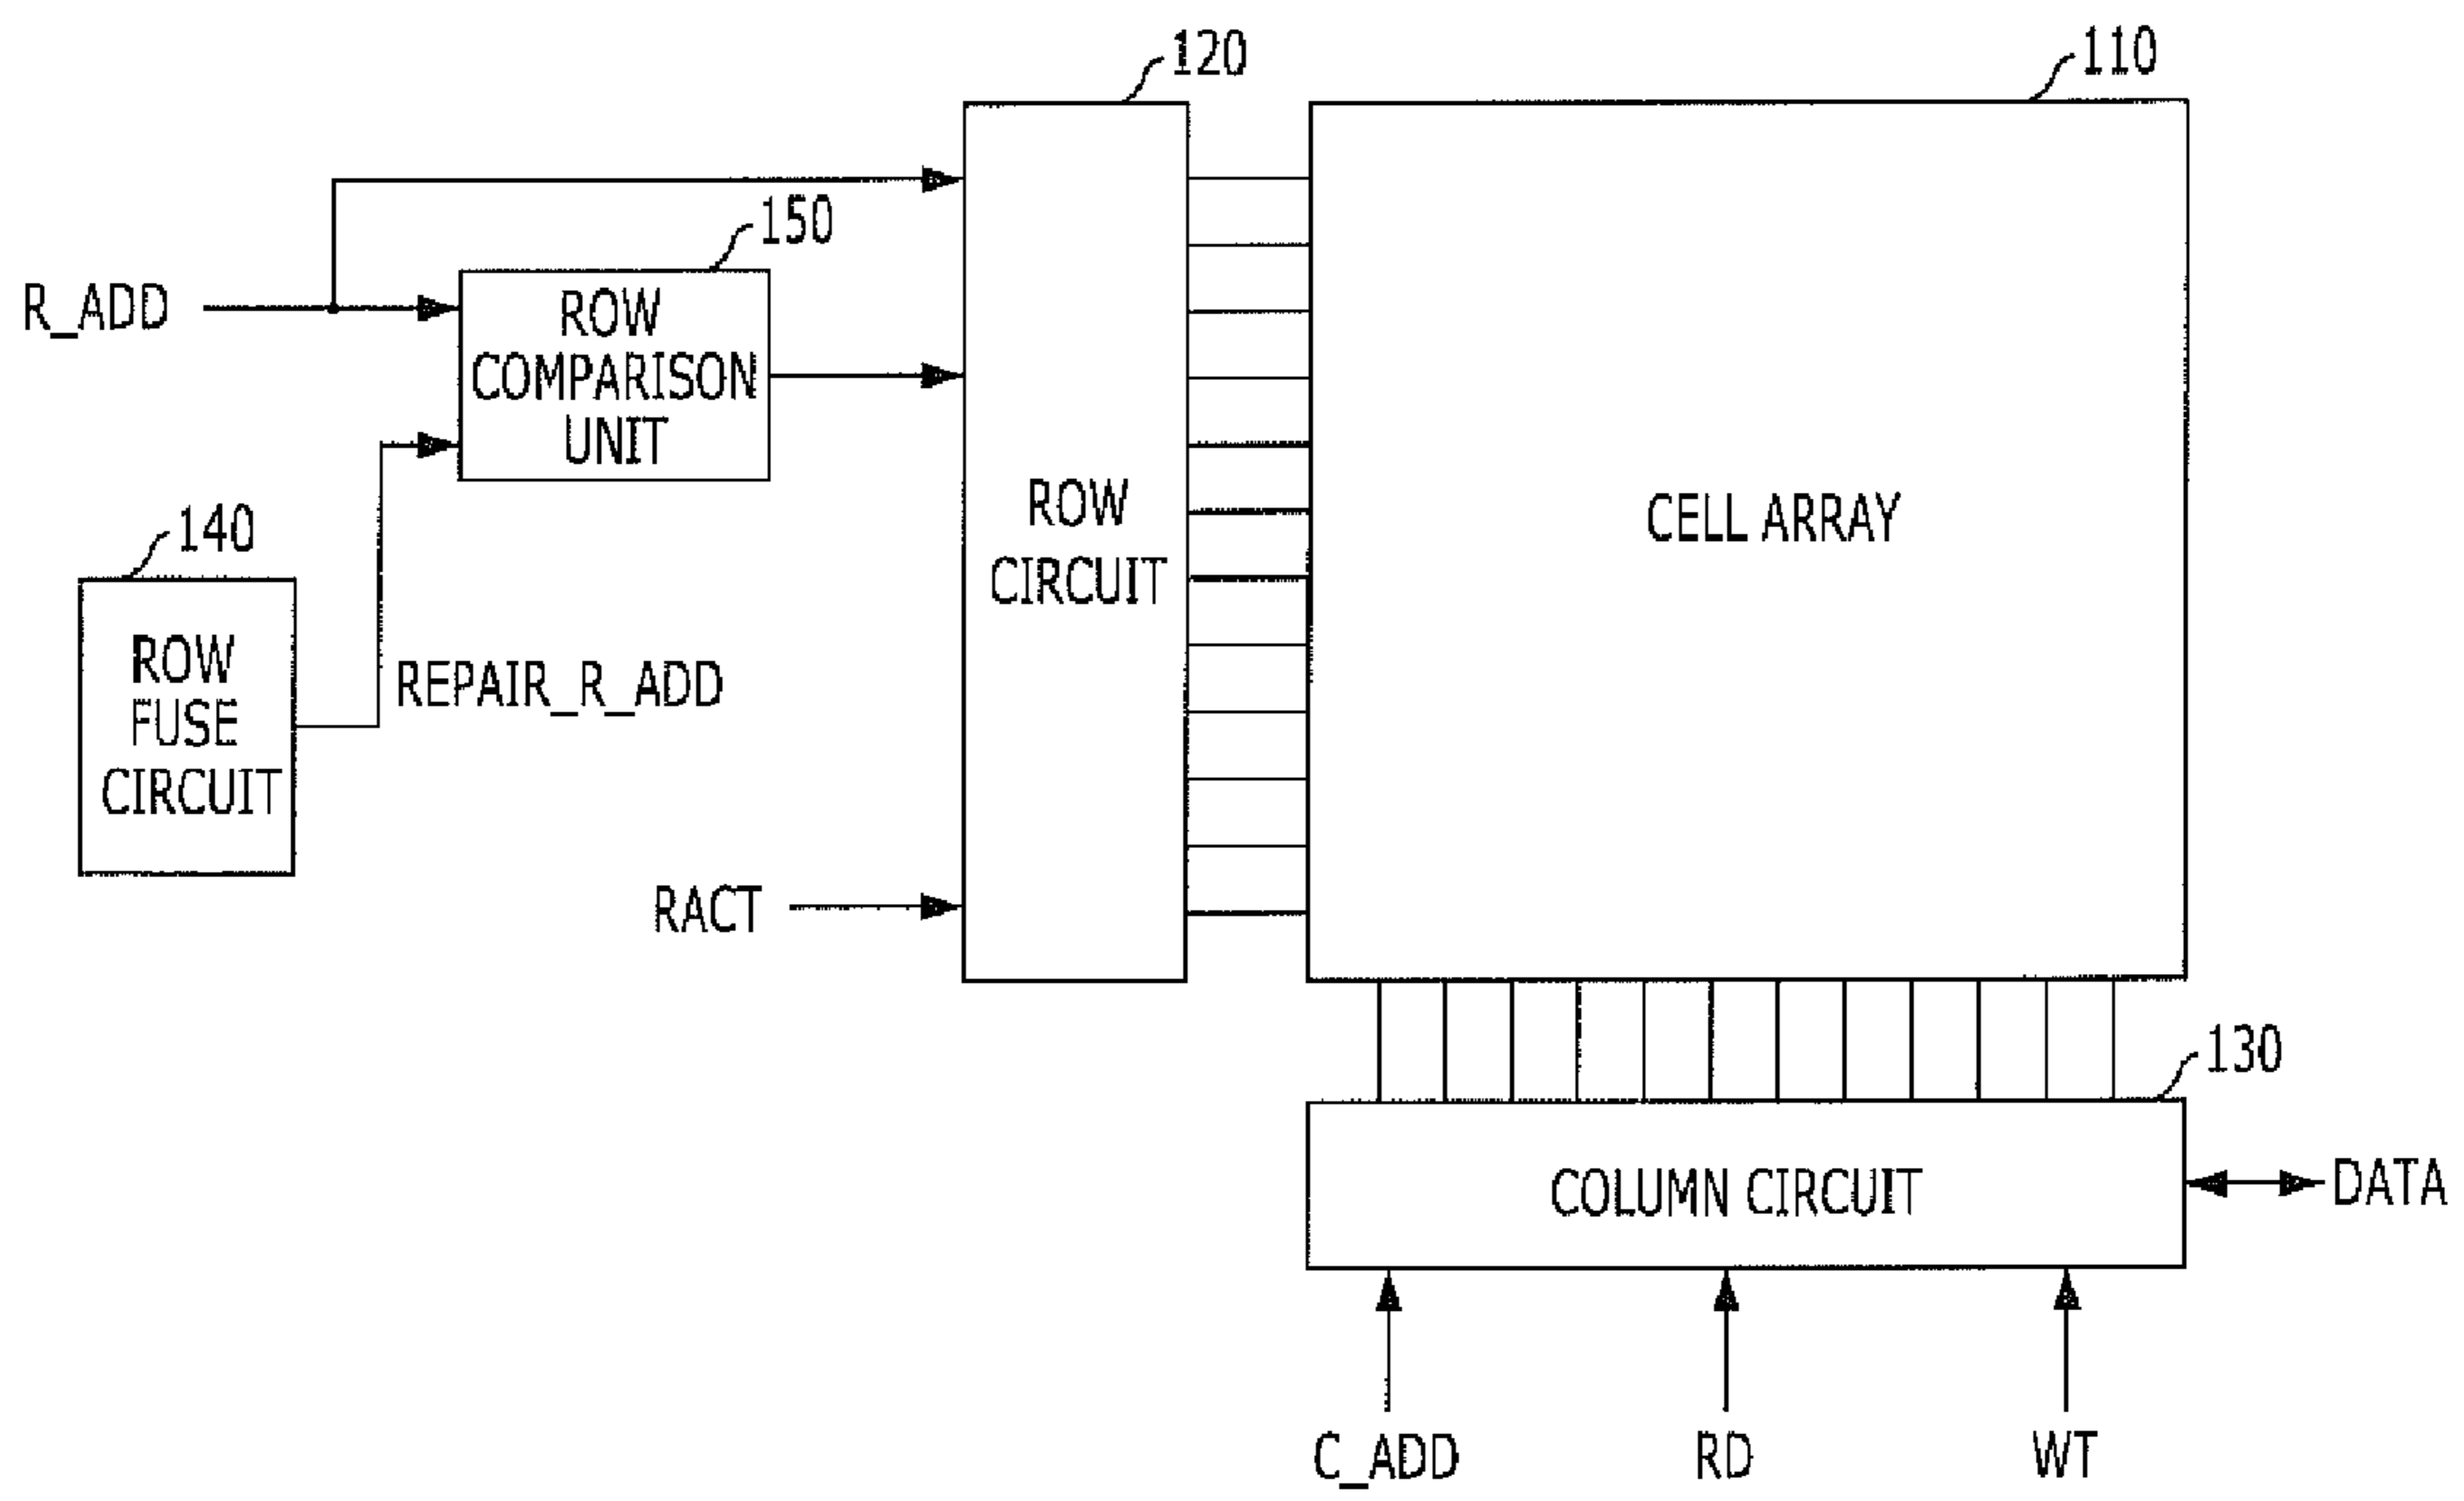 120
110
150
R_ADD
ROW
COMPARISON
UNIT
140
ROW
CIRCUIT
CELL ARRAY
ROW
FUSE
CIRCUIT
REPAIR_R_ADD
RACT
130
COLUMN CIRCUIT
DATA
C_ADD
RD
WT